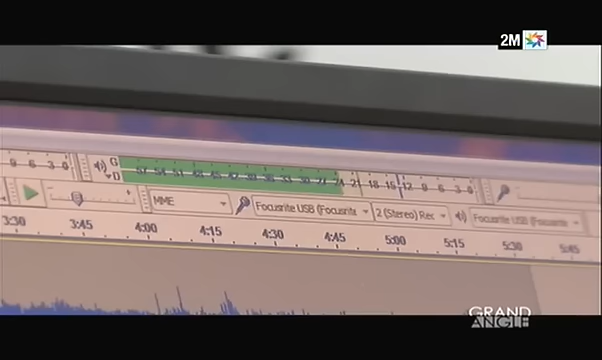 2M
9 6 3 0
G
D
-57 -54 -51 -48 -45 -42 -39 -36 -33 -30 -27 -24 -21 -18 -15 -12 -9 -6 -3 0
MME
Focusrite USB (Focusrite
2 (Stereo) Rec
Focusrite USB (Focusrite
3:30 3:45 4:00 4:15 4:30 4:45 5:00 5:15 5:30 5:45
GRAND
ANGLE